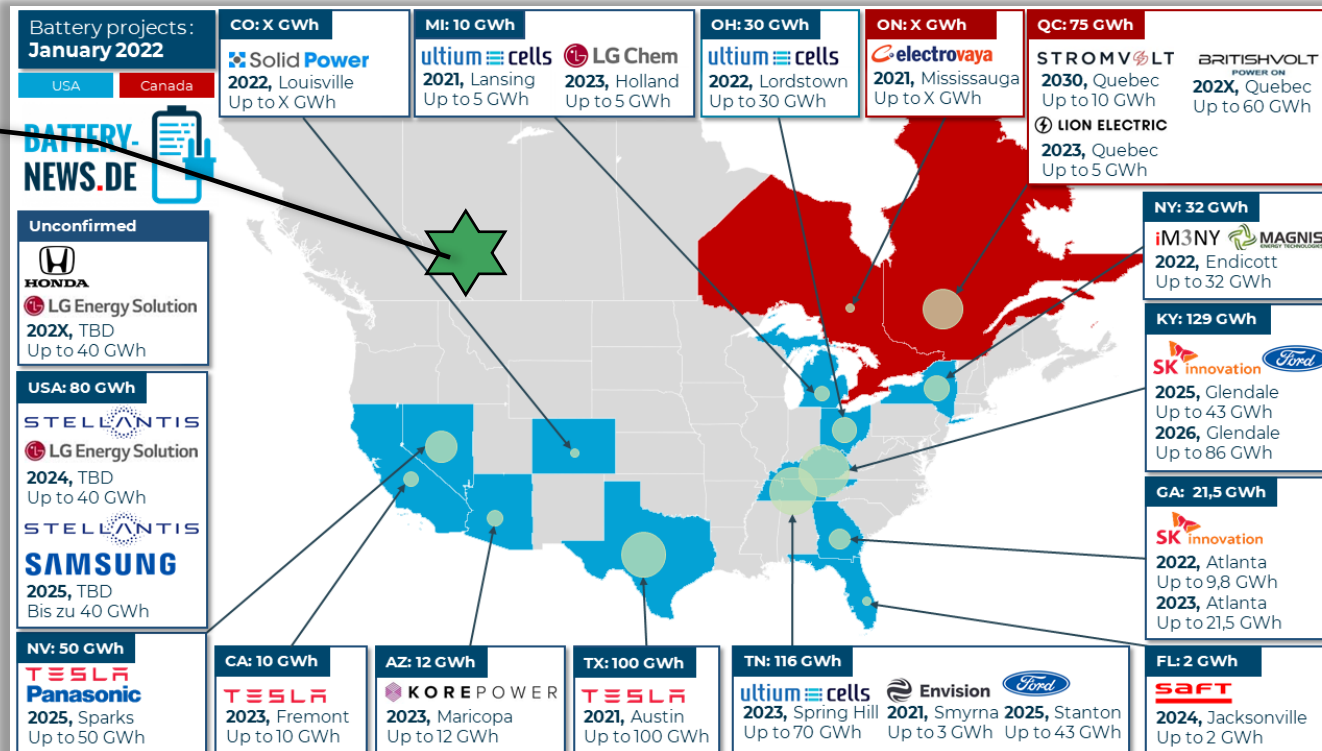 Battery projects:
January 2022
USA
Canada
BATTERY-
NEWS.DE
CO: X GWh
Solid Power
2022, Louisville
Up to X GWh
MI: 10 GWh
ultium cells
2021, Lansing
Up to 5 GWh
LG Chem
2023, Holland
Up to 5 GWh
OH: 30 GWh
ultium cells
2022, Lordstown
Up to 30 GWh
ON: X GWh
electrovaya
2021, Mississauga
Up to X GWh
QC: 75 GWh
STROMVOLT
2030, Quebec
Up to 10 GWh
BRITISHVOLT
POWER ON
202X, Quebec
Up to 60 GWh
LION ELECTRIC
2023, Quebec
Up to 5 GWh
Unconfirmed
HONDA
LG Energy Solution
202X, TBD
Up to 40 GWh
USA: 80 GWh
STELLANTIS
LG Energy Solution
2024, TBD
Up to 40 GWh
STELLANTIS
SAMSUNG
2025, TBD
Bis zu 40 GWh
NY: 32 GWh
iM3NY MAGNIS
ENERGY TECHNOLOGIES
2022, Endicott
Up to 32 GWh
KY: 129 GWh
SK innovation Ford
2025, Glendale
Up to 43 GWh
2026, Glendale
Up to 86 GWh
GA: 21,5 GWh
SK innovation
2022, Atlanta
Up to 9,8 GWh
2023, Atlanta
Up to 21,5 GWh
NV: 50 GWh
TESLA
Panasonic
2025, Sparks
Up to 50 GWh
CA: 10 GWh
TESLA
2023, Fremont
Up to 10 GWh
AZ: 12 GWh
KOREPOWER
2023, Maricopa
Up to 12 GWh
TX: 100 GWh
TESLA
2021, Austin
Up to 100 GWh
TN: 116 GWh
ultium cells
2023, Spring Hill
Up to 70 GWh
Envision
2021, Smyrna
Up to 3 GWh
Ford
2025, Stanton
Up to 43 GWh
FL: 2 GWh
saft
2024, Jacksonville
Up to 2 GWh